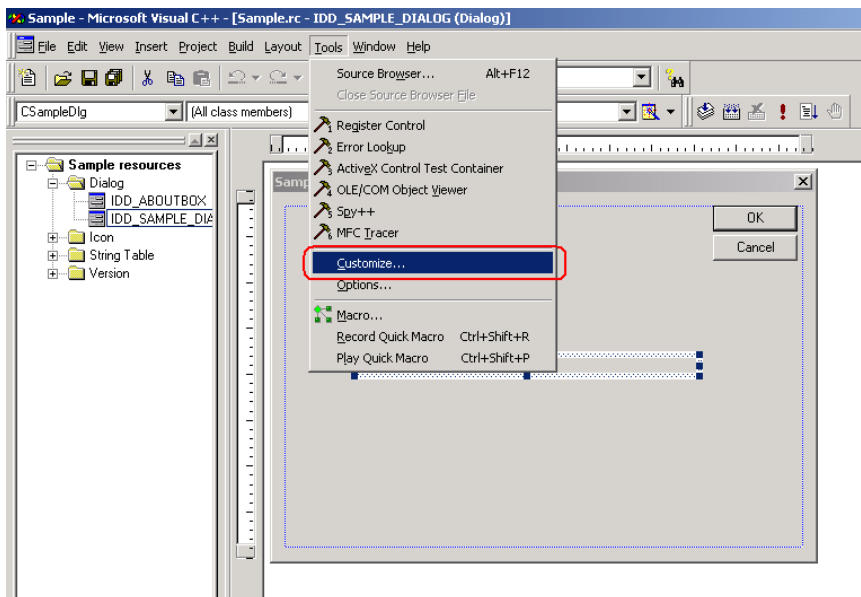 Sample - Microsoft Visual C++ - [Sample.rc - IDD_SAMPLE_DIALOG (Dialog)]
File Edit View Insert Project Build Layout Tools Window Help
CSampleDlg
(All class members)
Source Browser... Alt+F12
Close Source Browser File
Register Control
Error Lookup
ActiveX Control Test Container
OLE/COM Object Viewer
Spy++
MFC Tracer
Customize...
Options...
Macro...
Record Quick Macro Ctrl+Shift+R
Play Quick Macro Ctrl+Shift+P
Sample resources
Dialog
IDD_ABOUTBOX
IDD_SAMPLE_DIA
Icon
String Table
Version
Samp
OK
Cancel